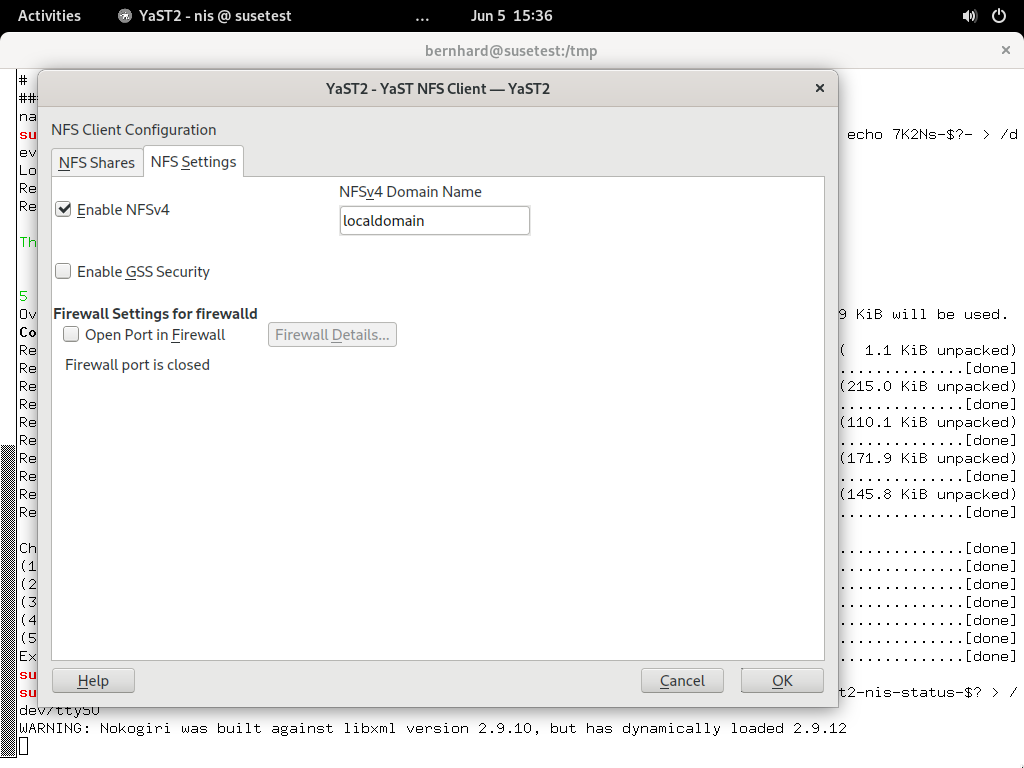 Activities YaST2 - nis @ susetest ... Jun 5 15:36
bernhard@susetest:/tmp
YaST2 - YaST NFS Client — YaST2
NFS Client Configuration
NFS Shares NFS Settings
NFSv4 Domain Name
Enable NFSv4
localdomain
Enable GSS Security
Firewall Settings for firewalld
Open Port in Firewall Firewall Details...
Firewall port is closed
Help Cancel OK
#
##
na
su echo 7K2Ns-$?- > /d
ev
Lo
Re
Re
Th
5
Ov 9 KiB will be used.
Co
Re ( 1.1 KiB unpacked)
Re ..............[done]
Re (215.0 KiB unpacked)
Re ..............[done]
Re (110.1 KiB unpacked)
Re ..............[done]
Re (171.9 KiB unpacked)
Re ..............[done]
Re (145.8 KiB unpacked)
Re ..............[done]
Ch ..............[done]
(1 ..............[done]
(2 ..............[done]
(3 ..............[done]
(4 ..............[done]
(5 ..............[done]
Ex ..............[done]
su
su t2-nis-status-$? > /
dev/ttyS0
WARNING: Nokogiri was built against libxml version 2.9.10, but has dynamically loaded 2.9.12